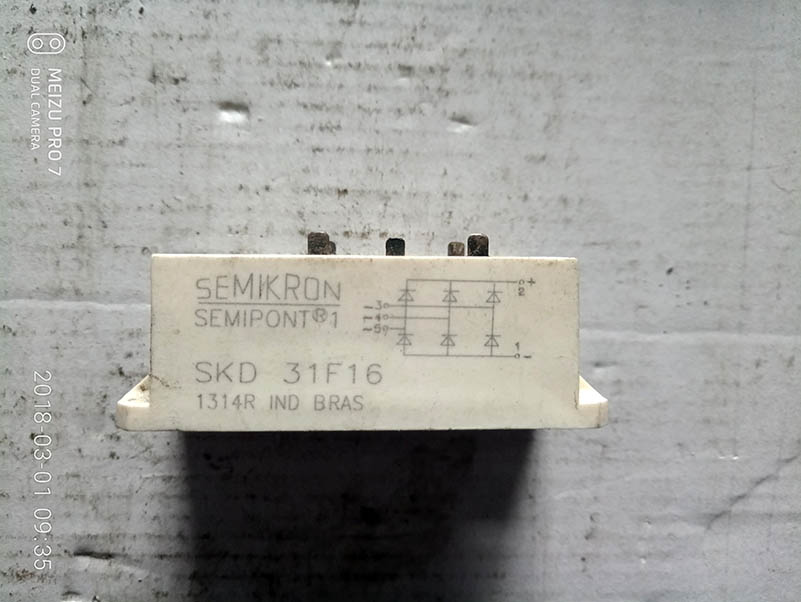 MEIZU PRO 7
DUAL CAMERA
SEMIKRON
SEMIPONT®1
SKD 31F16
1314R IND BRAS
+
2
3
4
5
1
-
2018-03-01 09:35